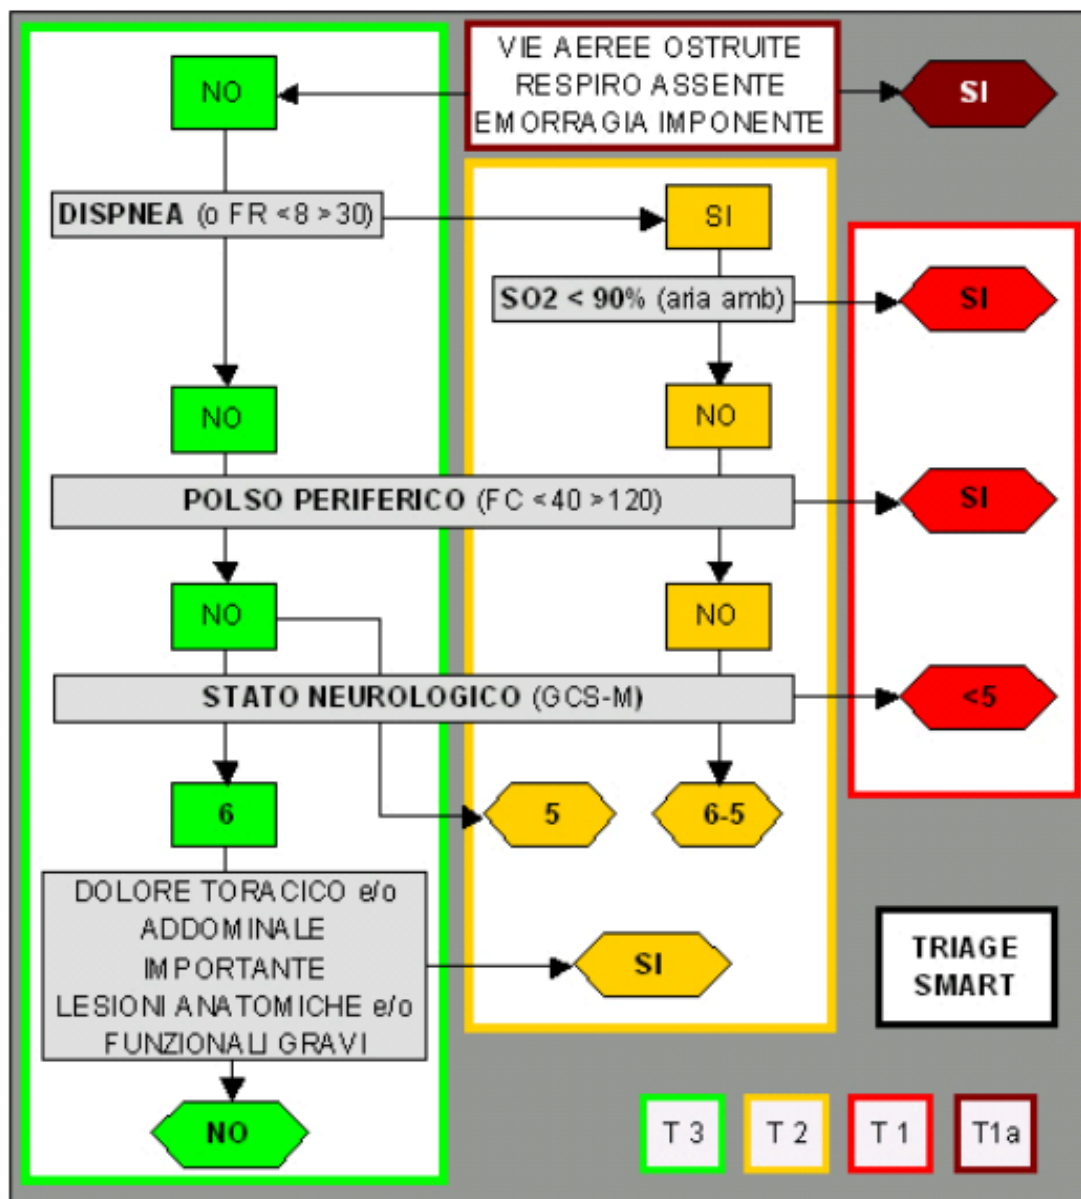 VIE AEREE OSTRUITE
RESPIRO ASSENTE
EMORRAGIA IMPONENTE
NO
SI
DISPNEA (o FR <8 >30)
SI
SO2 < 90% (aria amb)
SI
NO
NO
POLSO PERIFERICO (FC <40 >120)
SI
NO
NO
STATO NEUROLOGICO (GCS-M)
<5
6
5
6-5
DOLORE TORACICO e/o
ADDOMINALE
IMPORTANTE
LESIONI ANATOMICHE e/o
FUNZIONALI GRAVI
SI
NO
TRIAGE
SMART
T 3
T 2
T 1
T1a